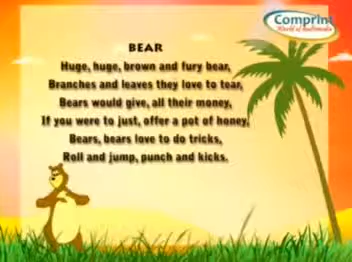 Comprint
World of Multimedia
BEAR
Huge, huge, brown and fury bear,
Branches and leaves they love to tear,
Bears would give, all their money,
If you were to just, offer a pot of honey,
Bears, bears love to do tricks,
Roll and jump, punch and kicks.